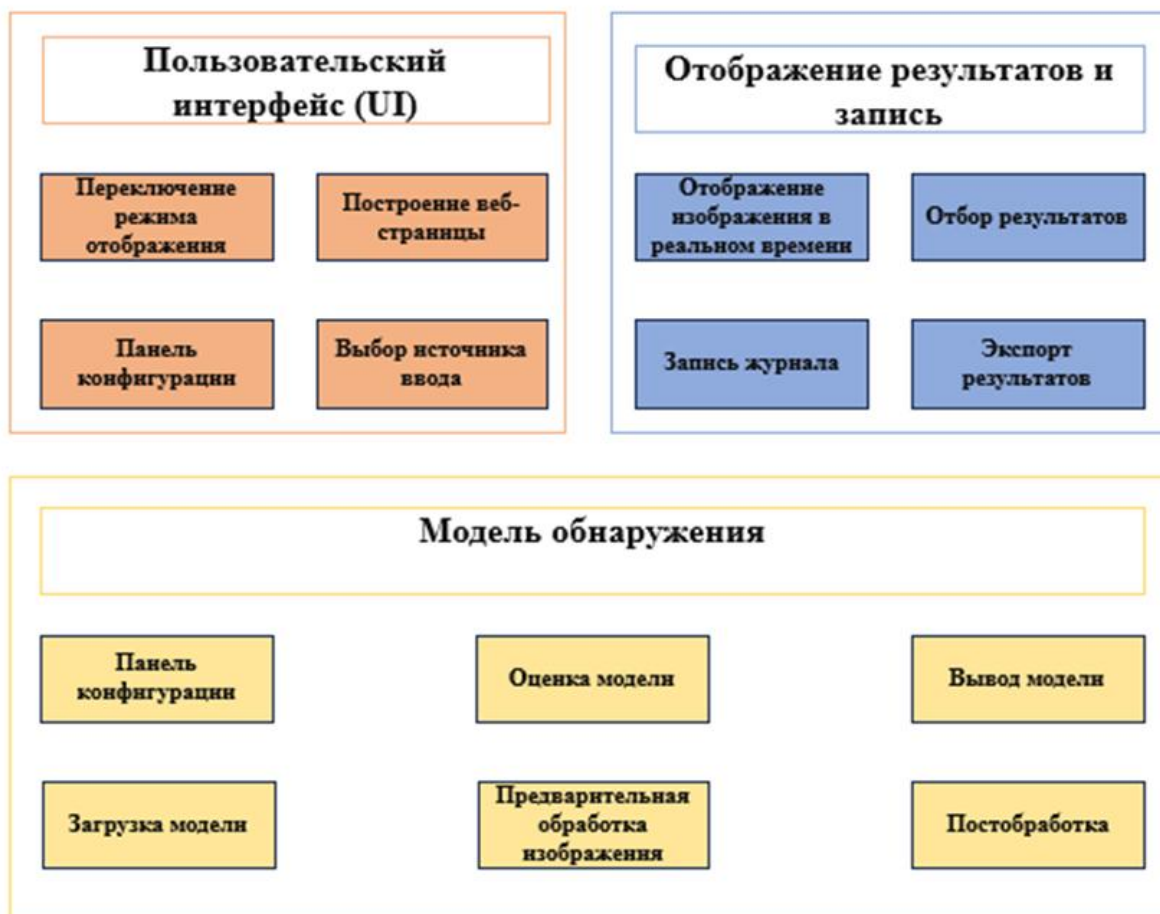 Пользовательский
интерфейс (UI)
Переключение
режима
отображения
Построение веб-
страницы
Панель
конфигурации
Выбор источника
ввода
Отображение результатов и
запись
Отображение
изображения в
реальном времени
Отбор результатов
Запись журнала
Экспорт
результатов
Модель обнаружения
Панель
конфигурации
Оценка модели
Вывод модели
Загрузка модели
Предварительная
обработка
изображения
Постобработка